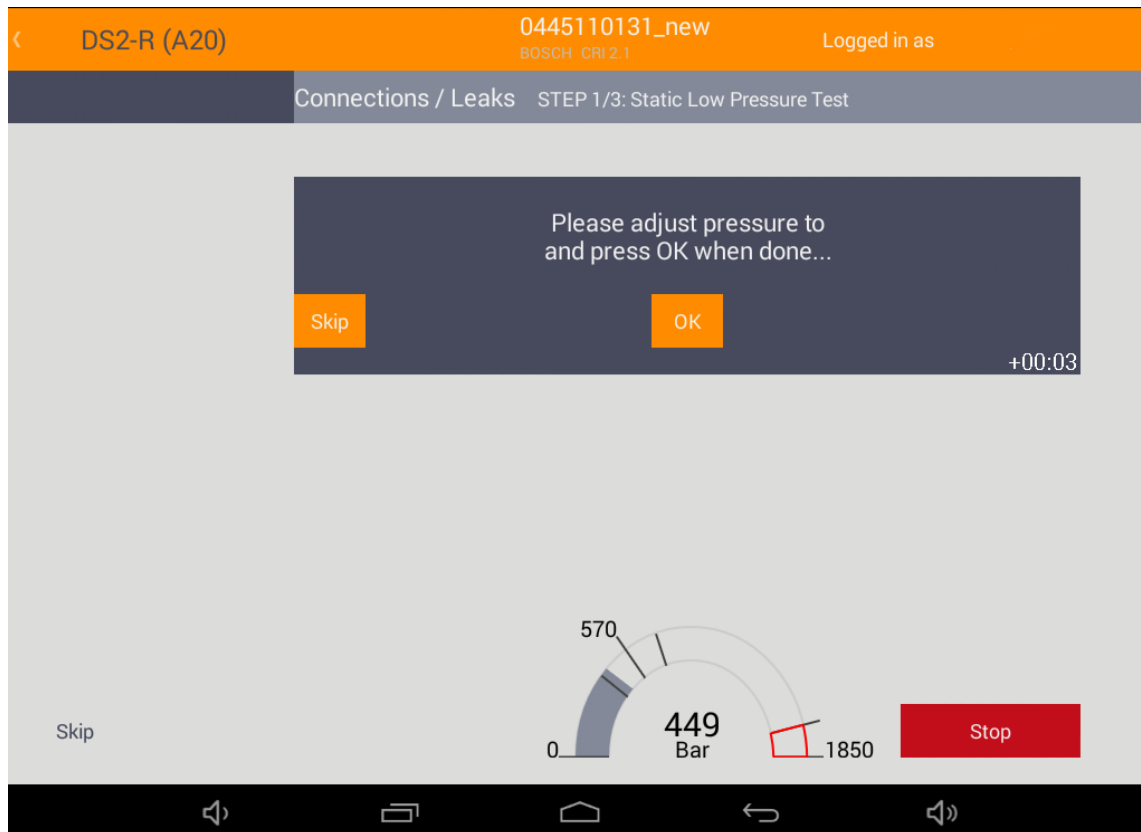 DS2-R (A20)
0445110131_new
BOSCH CRI 2.1
Logged in as
Connections / Leaks STEP 1/3: Static Low Pressure Test
Please adjust pressure to
and press OK when done...
Skip
OK
+00:03
570
449
Bar
0
1850
Skip
Stop